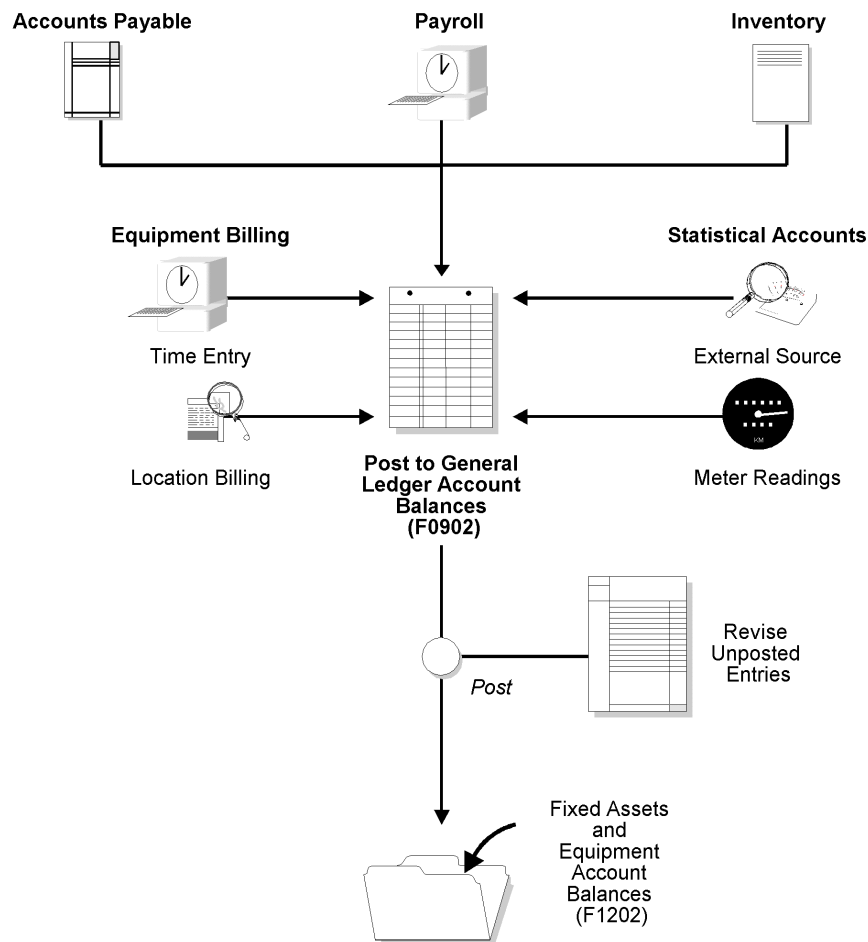 Accounts Payable
Payroll
Inventory
Equipment Billing
Statistical Accounts
Time Entry
External Source
KM
Location Billing
Meter Readings
Post to General
Ledger Account
Balances
(F0902)
Revise
Unposted
Entries
Post
Fixed Assets
and
Equipment
Account
Balances
(F1202)